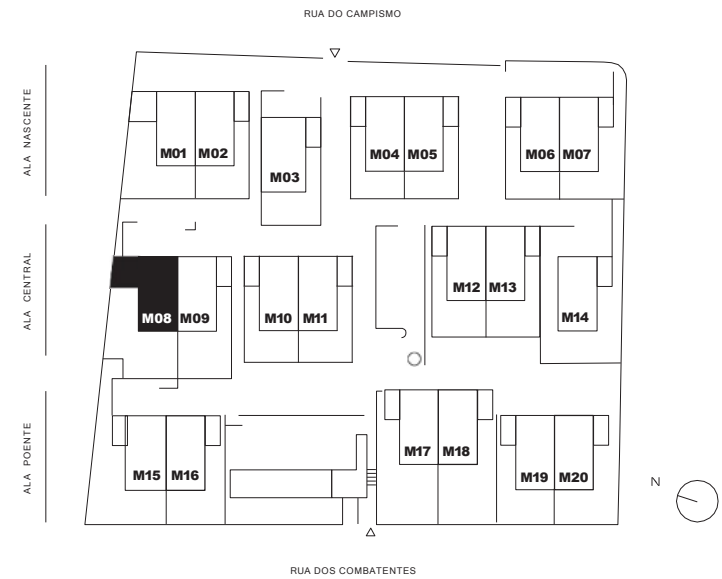 RUA DO CAMPISMO
ALA NASCENTE
M01 M02
M03
M04 M05
M06 M07
ALA CENTRAL
M08 M09
M10 M11
M12 M13
M14
ALA POENTE
M15 M16
M17 M18
M19 M20
N
RUA DOS COMBATENTES